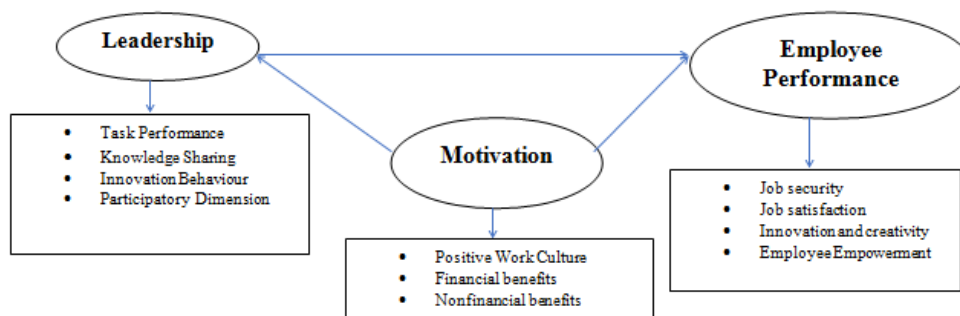 Leadership
Task Performance
Knowledge Sharing
Innovation Behaviour
Participatory Dimension
Motivation
Positive Work Culture
Financial benefits
Nonfinancial benefits
Employee
Performance
Job security
Job satisfaction
Innovation and creativity
Employee Empowerment